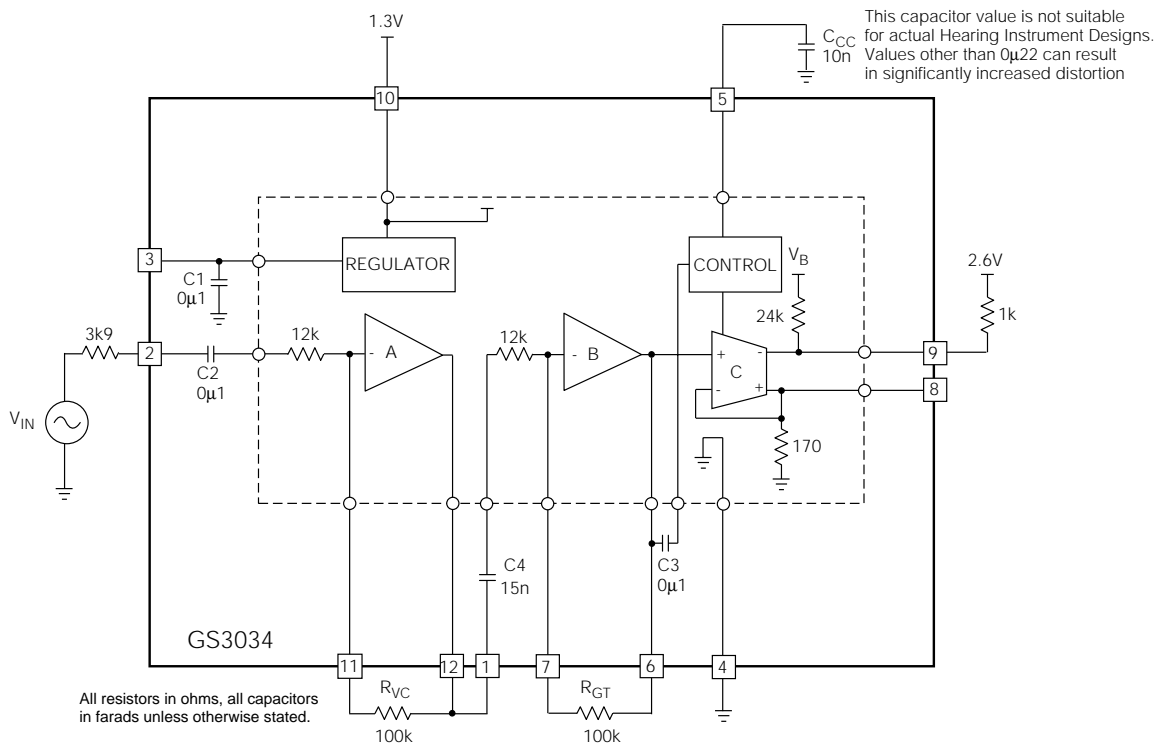 1.3V
C_CC
10n
This capacitor value is not suitable
for actual Hearing Instrument Designs.
Values other than 0µ22 can result
in significantly increased distortion
10
5
3
C1
0µ1
REGULATOR
CONTROL
V_B
2.6V
24k
1k
3k9
2
C2
0µ1
12k
- A
12k
- B
+
-
C
-
+
9
8
V_IN
170
C4
15n
C3
0µ1
GS3034
11
12
1
7
6
4
All resistors in ohms, all capacitors
in farads unless otherwise stated.
R_VC
100k
R_GT
100k